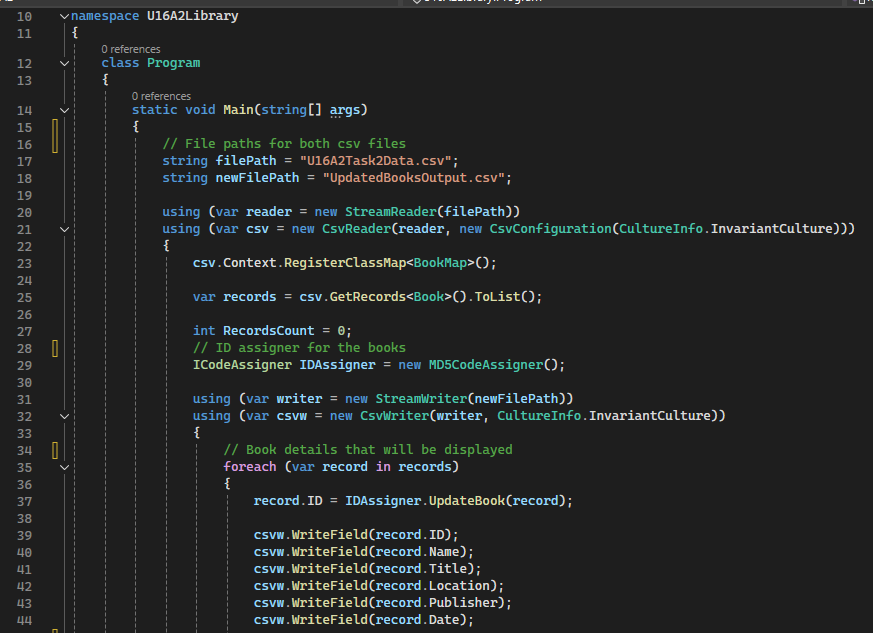 10 namespace U16A2Library
11 {
0 references
12 class Program
13 {
0 references
14 static void Main(string[] args)
15 {
16 // File paths for both csv files
17 string filePath = "U16A2Task2Data.csv";
18 string newFilePath = "UpdatedBooksOutput.csv";
19
20 using (var reader = new StreamReader(filePath))
21 using (var csv = new CsvReader(reader, new CsvConfiguration(CultureInfo.InvariantCulture)))
22 {
23 csv.Context.RegisterClassMap<BookMap>();
24
25 var records = csv.GetRecords<Book>().ToList();
26
27 int RecordsCount = 0;
28 // ID assigner for the books
29 ICodeAssigner IDAssigner = new MD5CodeAssigner();
30
31 using (var writer = new StreamWriter(newFilePath))
32 using (var csvw = new CsvWriter(writer, CultureInfo.InvariantCulture))
33 {
34 // Book details that will be displayed
35 foreach (var record in records)
36 {
37 record.ID = IDAssigner.UpdateBook(record);
38
39 csvw.WriteField(record.ID);
40 csvw.WriteField(record.Name);
41 csvw.WriteField(record.Title);
42 csvw.WriteField(record.Location);
43 csvw.WriteField(record.Publisher);
44 csvw.WriteField(record.Date);